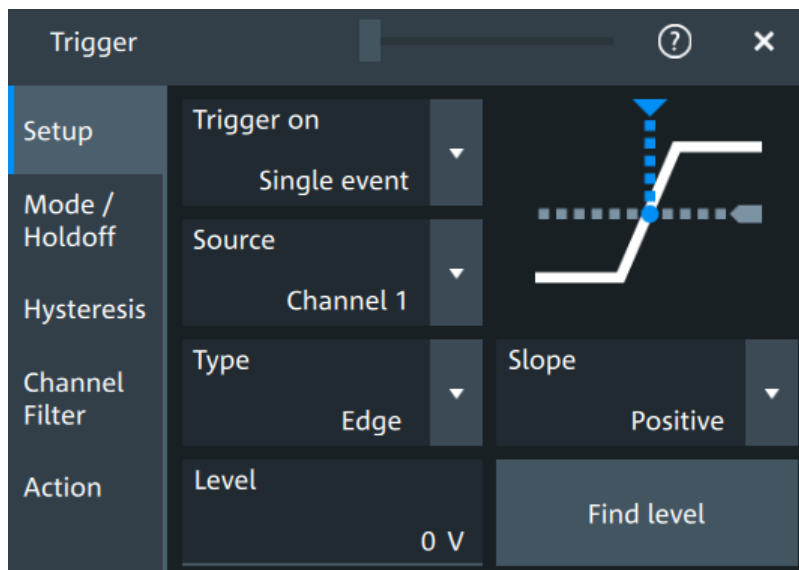 Trigger
?
Setup
Mode /
Holdoff
Hysteresis
Channel
Filter
Action
Trigger on
Single event
Source
Channel 1
Type
Edge
Slope
Positive
Level
0 V
Find level